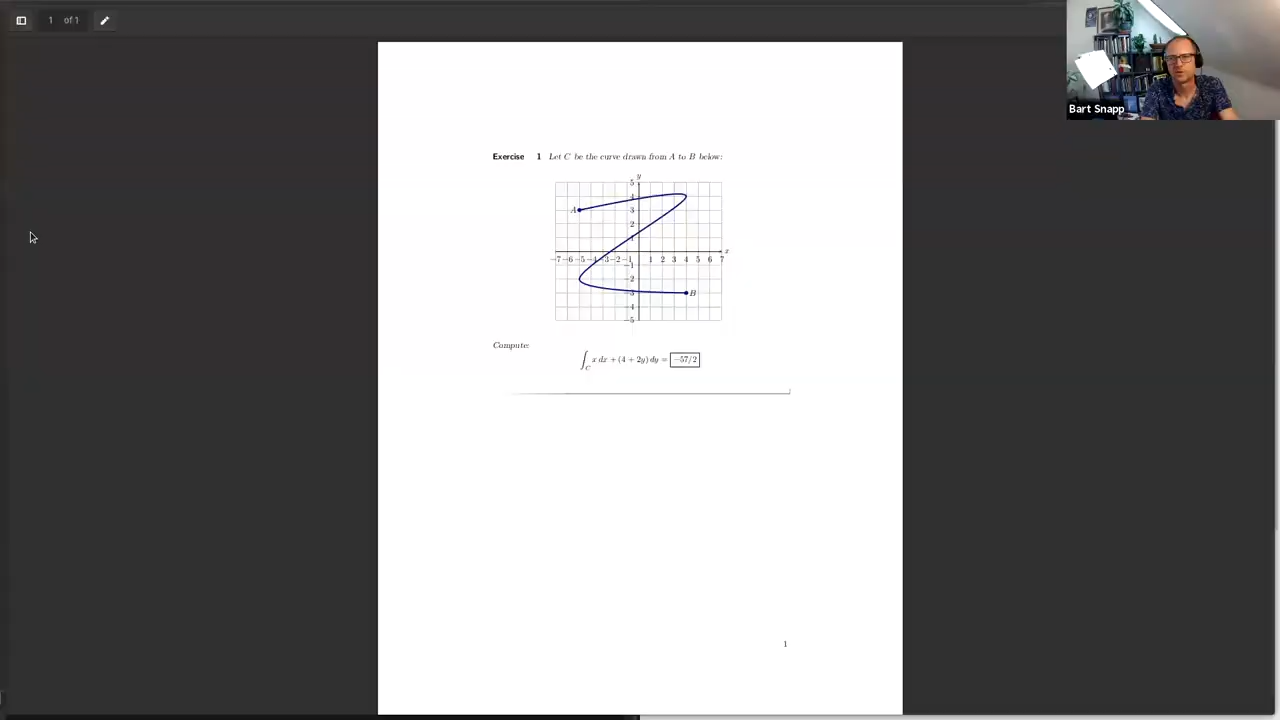 1 of 1
Bart Snapp
Exercise 1 Let C be the curve drawn from A to B below:
y
5
4
A 3
2
1
−7 −6 −5 −4 −3 −2 −1 1 2 3 4 5 6 7 x
−1
−2
−3 B
−4
−5
Compute:
∫_C x dx + (4 + 2y) dy = −57/2
1